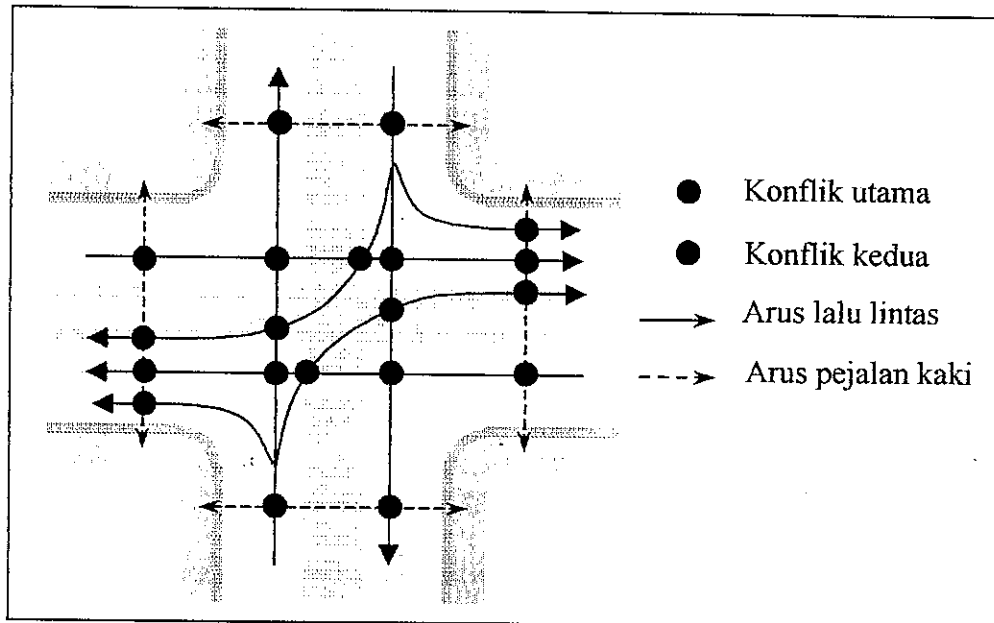 Konflik utama
Konflik kedua
Arus lalu lintas
Arus pejalan kaki